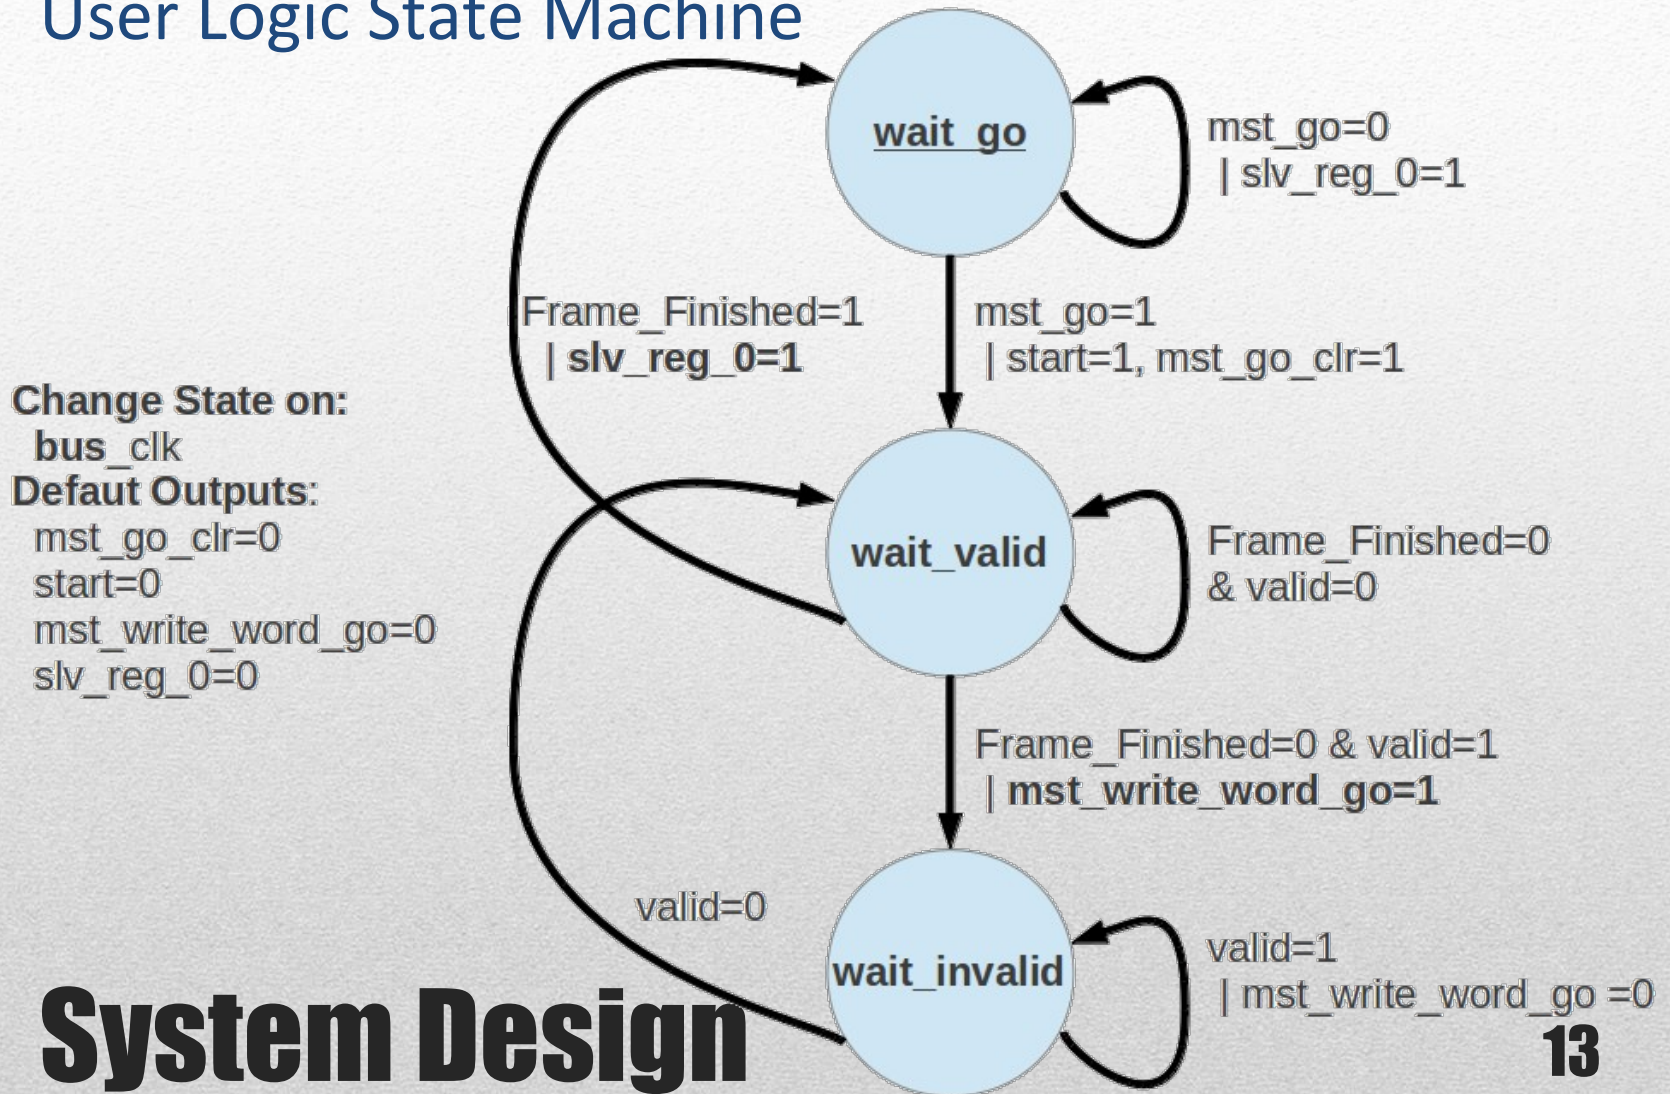 User Logic State Machine
wait_go
mst_go=0
| slv_reg_0=1
Frame_Finished=1
| slv_reg_0=1
mst_go=1
| start=1, mst_go_clr=1
Change State on:
bus_clk
Defaut Outputs:
mst_go_clr=0
start=0
mst_write_word_go=0
slv_reg_0=0
wait_valid
Frame_Finished=0
& valid=0
Frame_Finished=0 & valid=1
| mst_write_word_go=1
valid=0
wait_invalid
valid=1
| mst_write_word_go =0
System Design
13